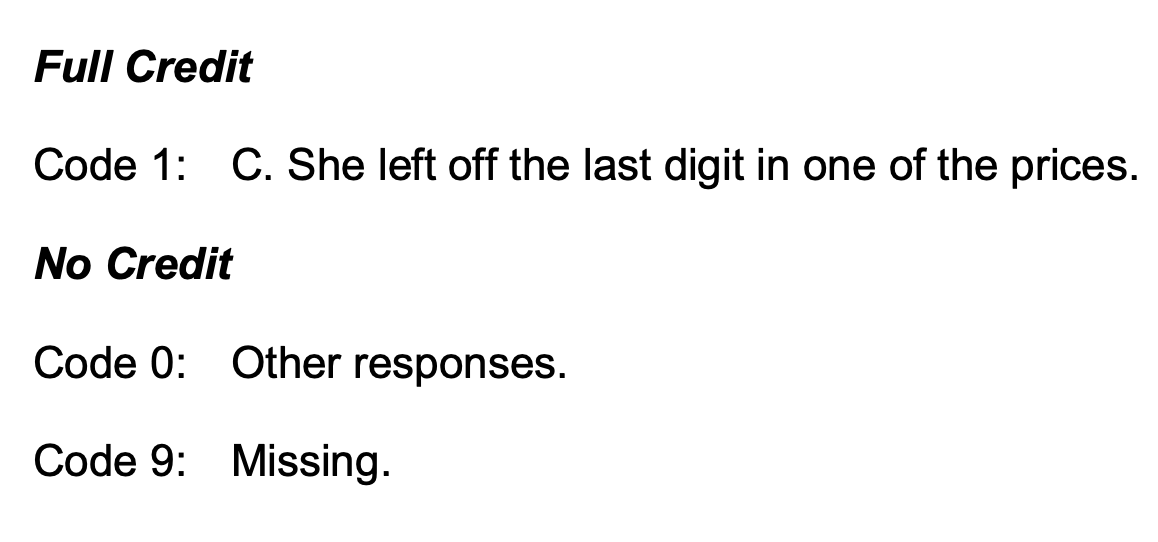 Full Credit
Code 1: C. She left off the last digit in one of the prices.
No Credit
Code 0: Other responses.
Code 9: Missing.